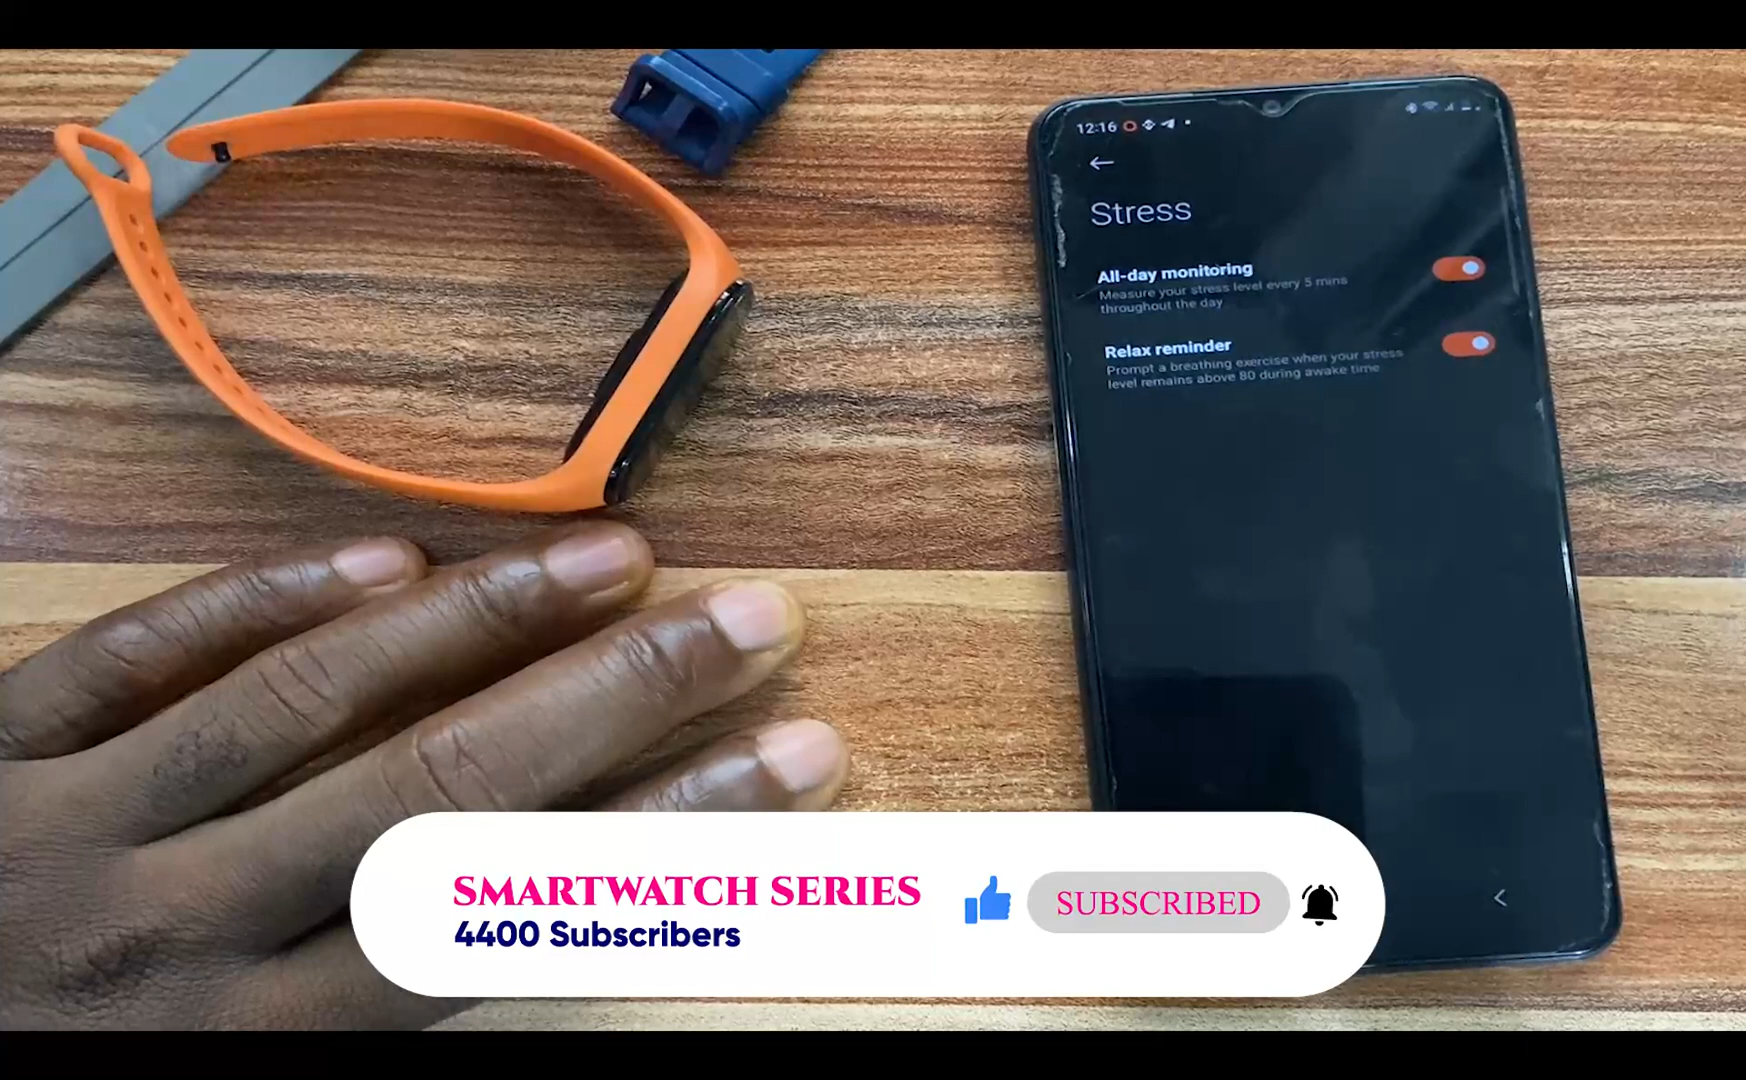 12:16
Stress
All-day monitoring
Measure your stress level every 5 mins
throughout the day
Relax reminder
Prompt a breathing exercise when your stress
level remains above 80 during awake time
SMARTWATCH SERIES
4400 Subscribers
SUBSCRIBED